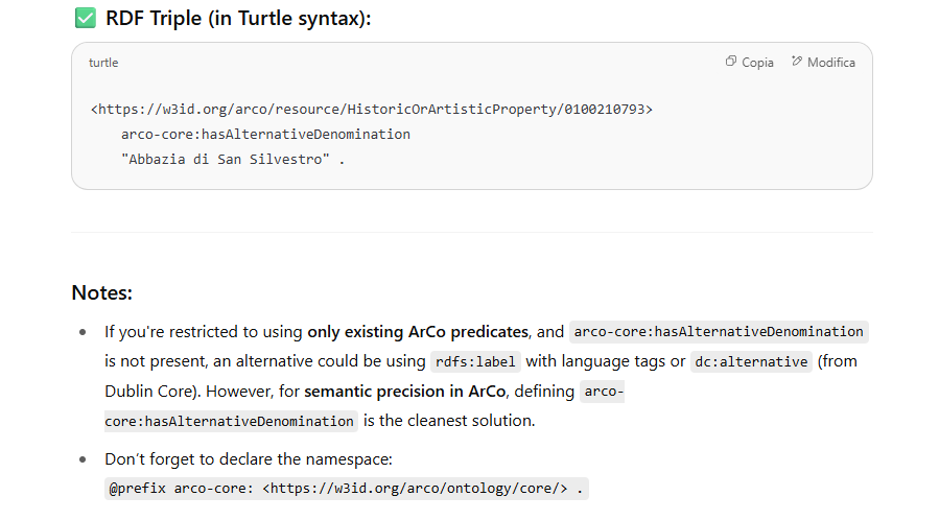 ✅ RDF Triple (in Turtle syntax):
turtle
Copia
Modifica
<https://w3id.org/arco/resource/HistoricOrArtisticProperty/0100210793>
    arco-core:hasAlternativeDenomination
    "Abbazia di San Silvestro" .
Notes:
• If you're restricted to using only existing ArCo predicates, and arco-core:hasAlternativeDenomination
is not present, an alternative could be using rdfs:label with language tags or dc:alternative (from
Dublin Core). However, for semantic precision in ArCo, defining arco-
core:hasAlternativeDenomination is the cleanest solution.
• Don't forget to declare the namespace:
@prefix arco-core: <https://w3id.org/arco/ontology/core/> .